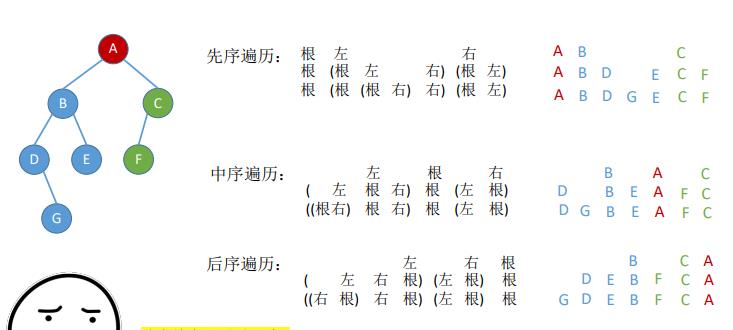 A
B
C
D
E
F
G
先序遍历： 根 左 右 A B C
根 (根 左 右) (根 左) A B D E C F
根 (根 (根 右) 右) (根 左) A B D G E C F
中序遍历： 左 根 右 B A C
( 左 根 右) 根 (左 根) D B E A F C
((根右) 根 右) 根 (左 根) D G B E A F C
后序遍历： 左 右 根 B C A
( 左 右 根) (左 根) 根 D E B F C A
((右 根) 右 根) (左 根) 根 G D E B F C A